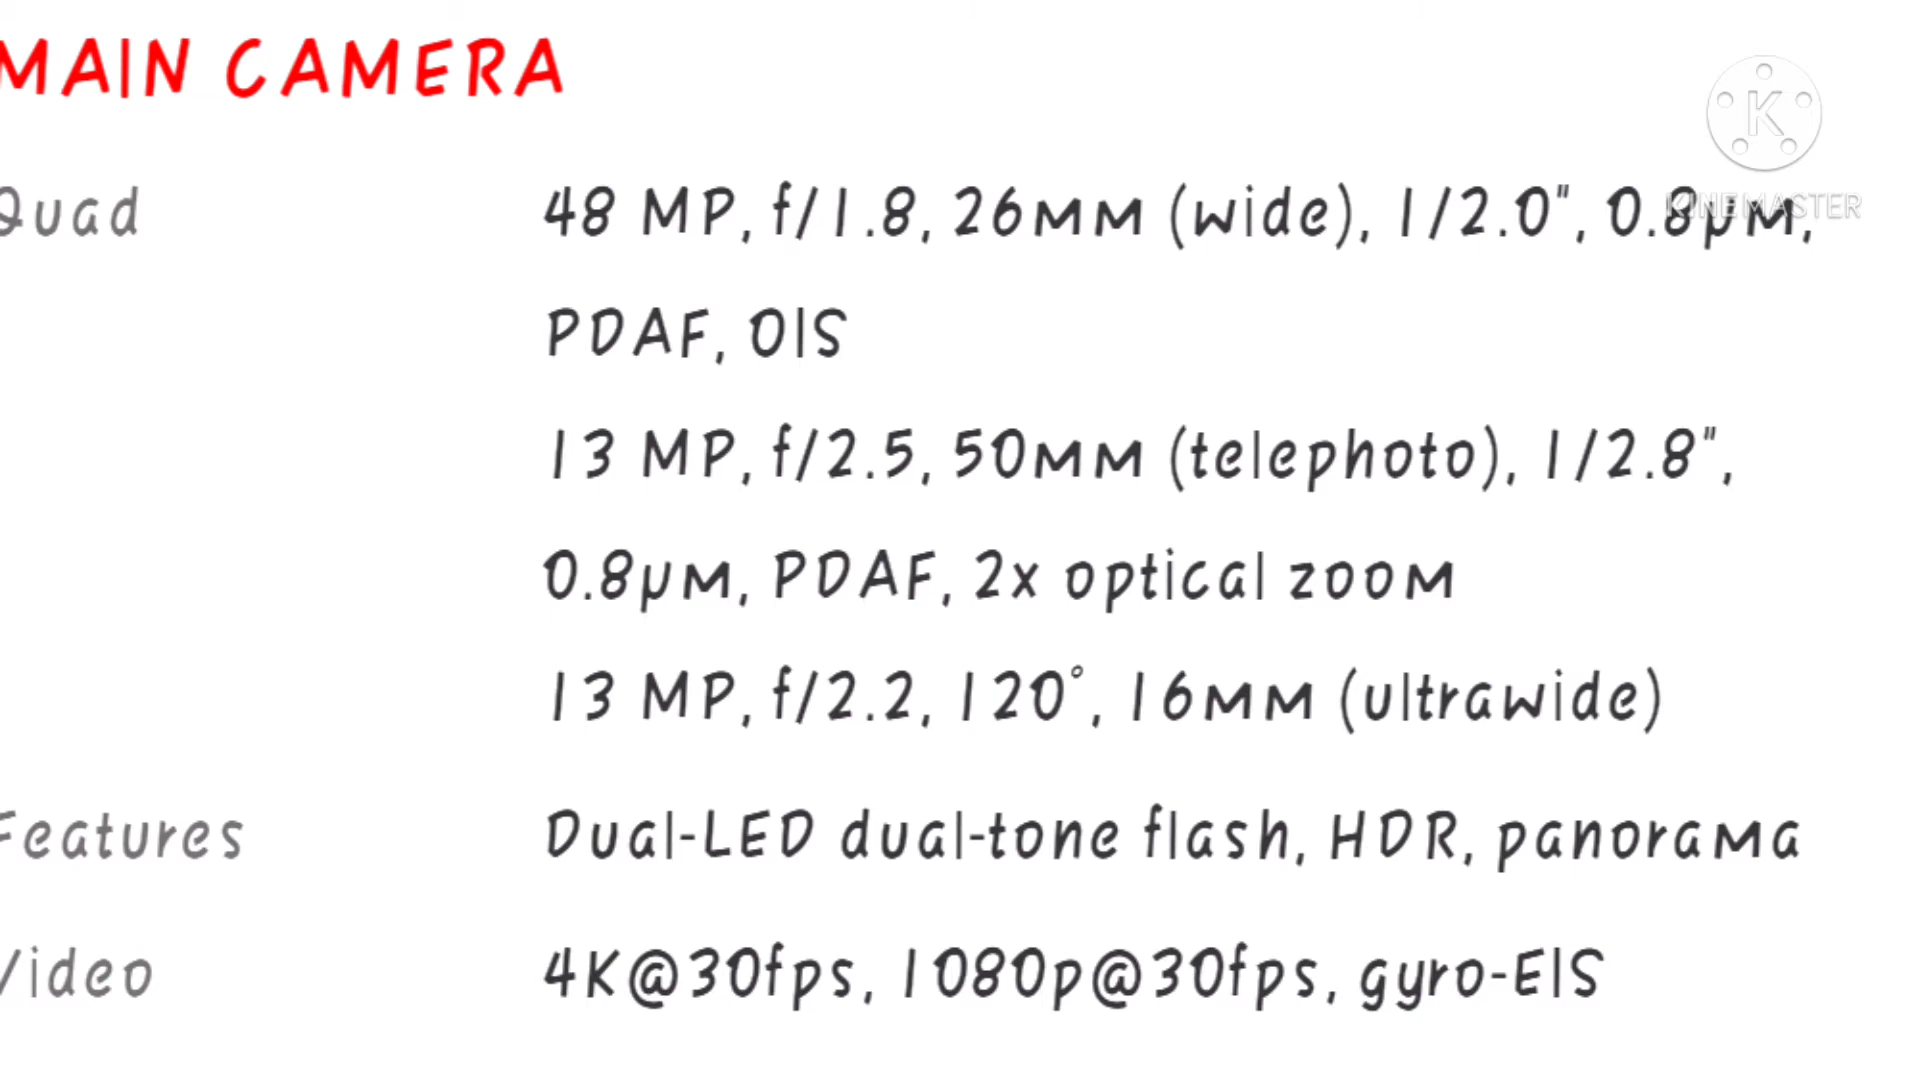 MAIN CAMERA
Quad 48 MP, f/1.8, 26mm (wide), 1/2.0", 0.8µm,
PDAF, OIS
13 MP, f/2.5, 50mm (telephoto), 1/2.8",
0.8µm, PDAF, 2x optical zoom
13 MP, f/2.2, 120°, 16mm (ultrawide)
Features Dual-LED dual-tone flash, HDR, panorama
Video 4K@30fps, 1080p@30fps, gyro-EIS
K
KINEMASTER